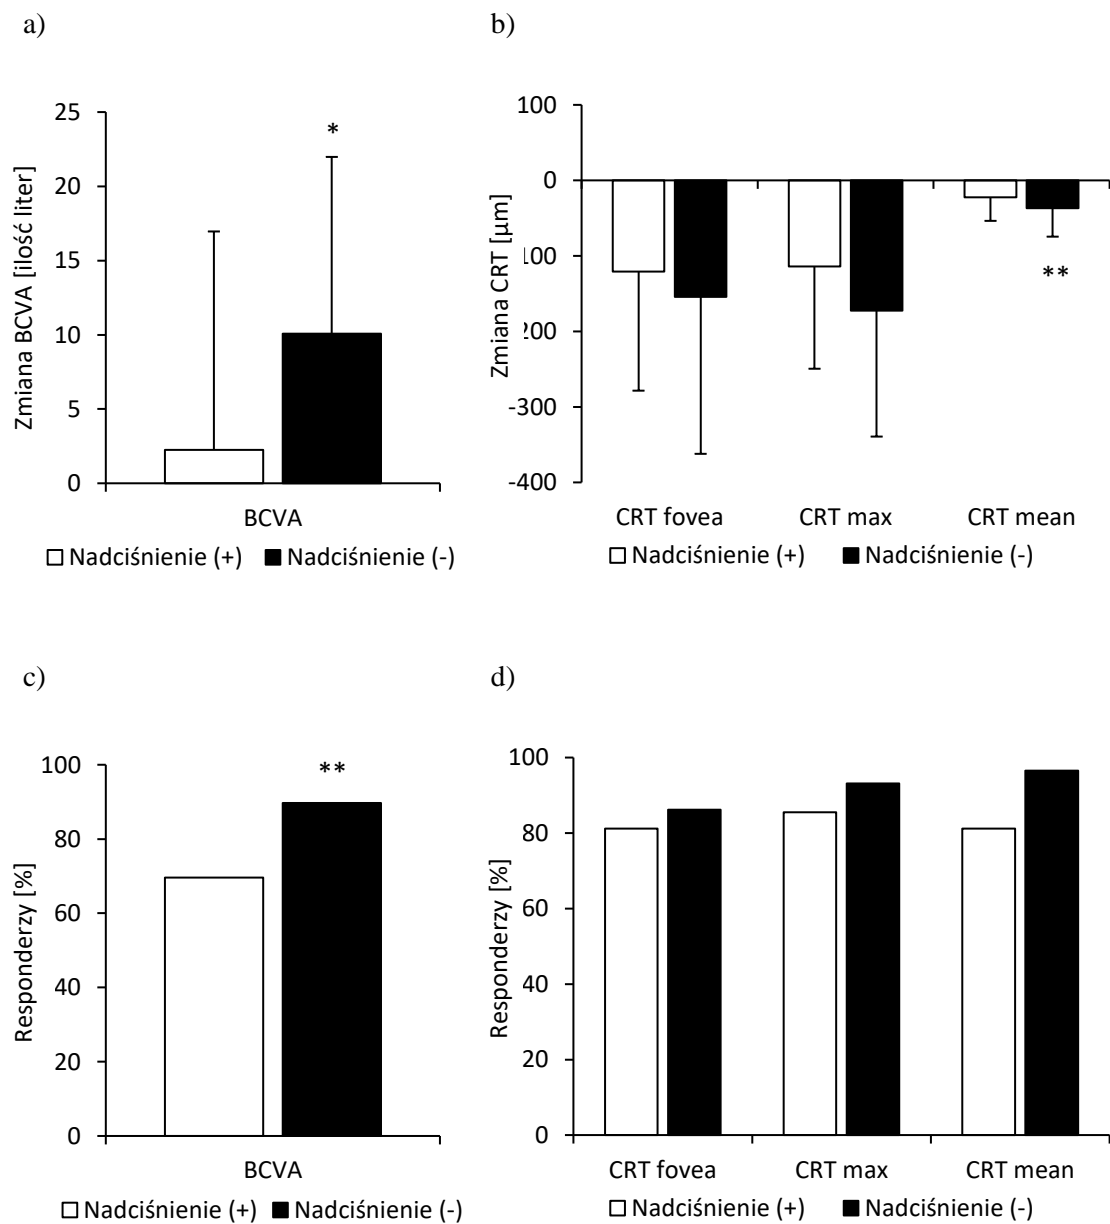 a)
b)
Zmiana BCVA [ilość liter]
25
20
15
10
5
0
*
BCVA
Nadciśnienie (+) Nadciśnienie (-)
Zmiana CRT [µm]
100
0
100
200
-300
-400
**
CRT fovea CRT max CRT mean
Nadciśnienie (+) Nadciśnienie (-)
c)
d)
Responderzy [%]
100
80
60
40
20
0
**
BCVA
Nadciśnienie (+) Nadciśnienie (-)
Responderzy [%]
100
80
60
40
20
0
CRT fovea CRT max CRT mean
Nadciśnienie (+) Nadciśnienie (-)